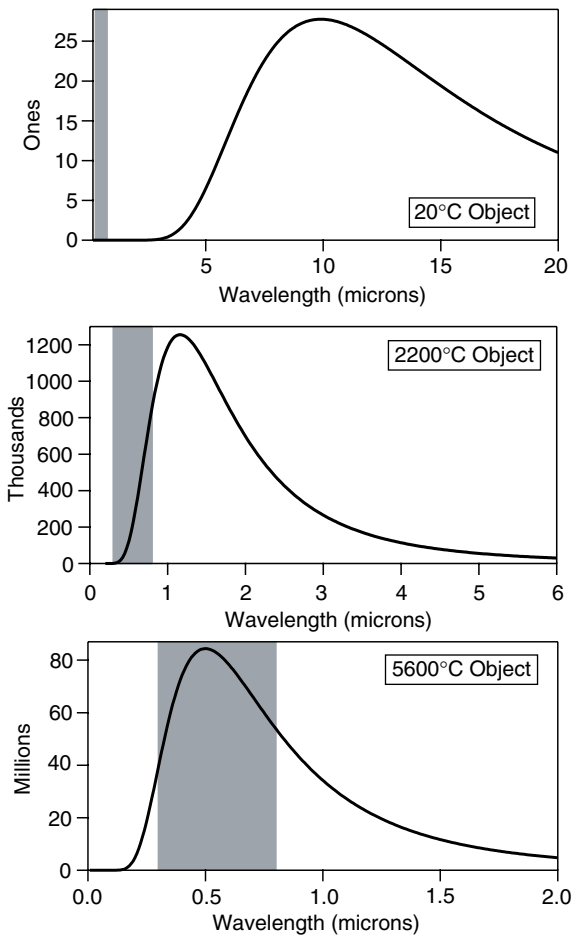 Ones
25
20
15
10
5
0
20°C Object
5 10 15 20
Wavelength (microns)
Thousands
1200
1000
800
600
400
200
0
2200°C Object
0 1 2 3 4 5 6
Wavelength (microns)
Millions
80
60
40
20
0
5600°C Object
0.0 0.5 1.0 1.5 2.0
Wavelength (microns)